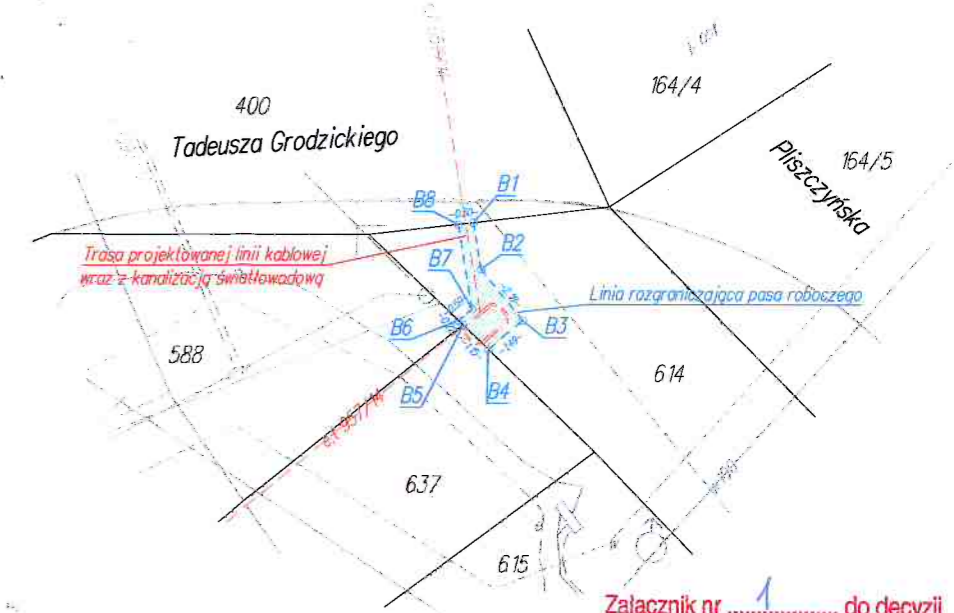 164/4
400
Tadeusza Grodzickiego
Pliszczyńska
164/5
B8
B1
B2
Trasa projektowanej linii kablowej
wraz z kanalizacją światłowodową
B7
Linia rozgraniczająca pasa roboczego
B6
B3
588
B5
B4
614
637
615
Załącznik nr 1 do decyzji